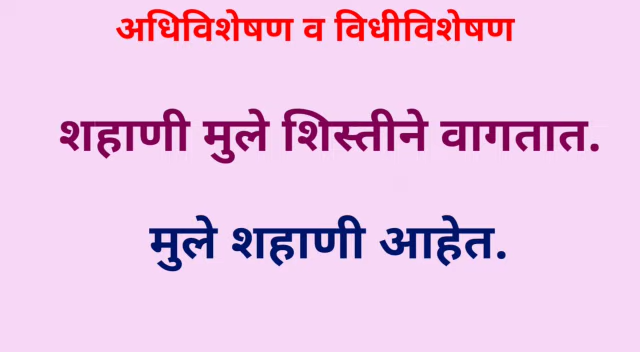 अधिविशेषण व विधीविशेषण
शहाणी मुले शिस्तीने वागतात.
मुले शहाणी आहेत.